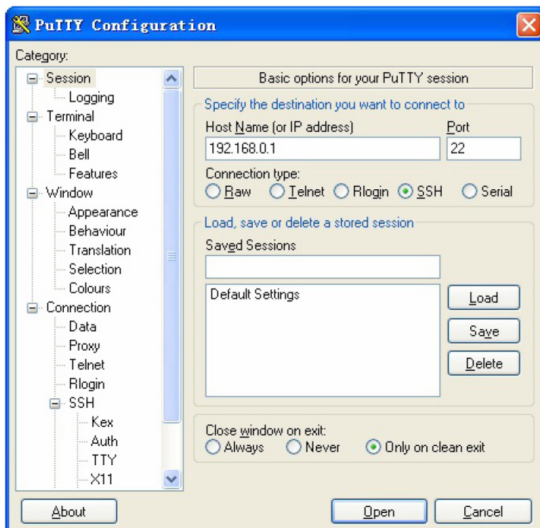 PuTTY Configuration
Category:
Session
Logging
Terminal
Keyboard
Bell
Features
Window
Appearance
Behaviour
Translation
Selection
Colours
Connection
Data
Proxy
Telnet
Rlogin
SSH
Kex
Auth
TTY
X11
Basic options for your PuTTY session
Specify the destination you want to connect to
Host Name (or IP address) Port
192.168.0.1 22
Connection type:
Raw Telnet Rlogin SSH Serial
Load, save or delete a stored session
Saved Sessions
Default Settings
Load
Save
Delete
Close window on exit:
Always Never Only on clean exit
About Open Cancel